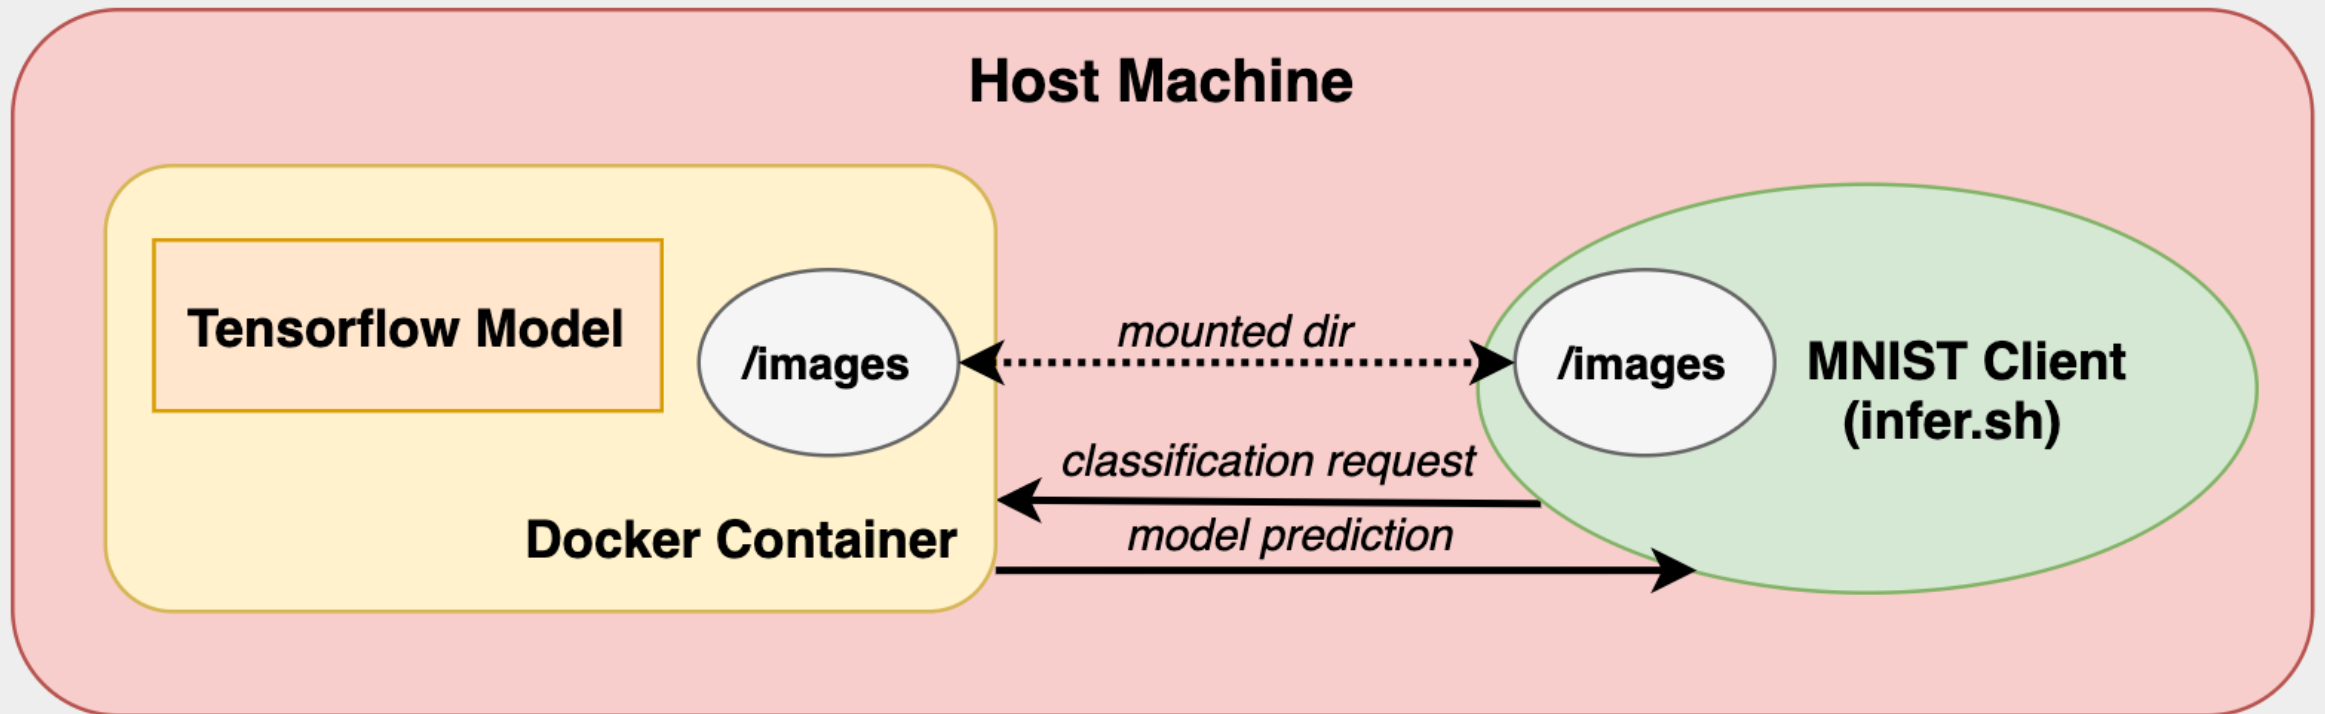 Host Machine
Tensorflow Model
/images
mounted dir
/images
MNIST Client
(infer.sh)
classification request
Docker Container
model prediction